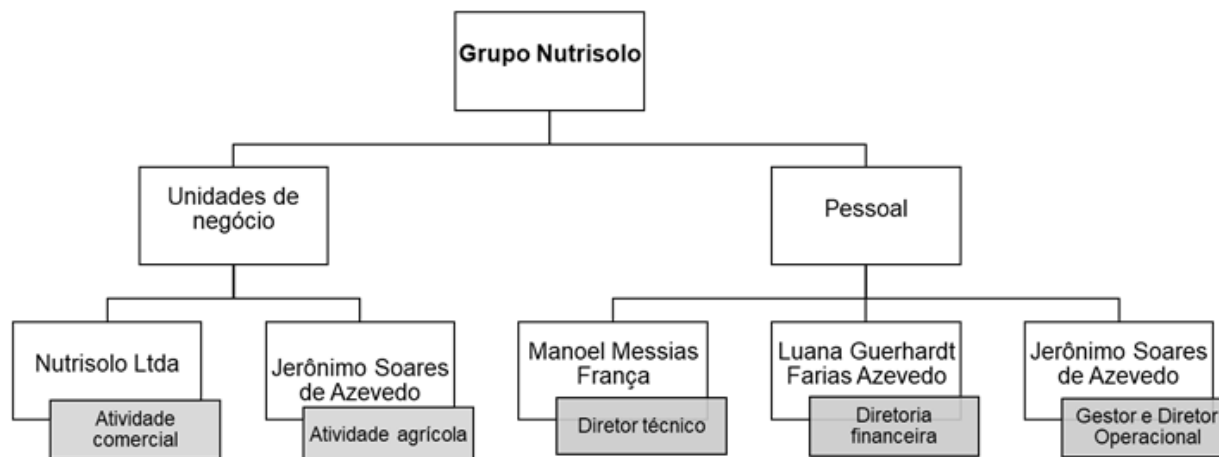 Grupo Nutrisolo
Unidades de
negócio
Pessoal
Nutrisolo Ltda
Atividade
comercial
Jerônimo Soares
de Azevedo
Atividade agrícola
Manoel Messias
França
Diretor técnico
Luana Guerhardt
Farias Azevedo
Diretoria
financeira
Jerônimo Soares
de Azevedo
Gestor e Diretor
Operacional